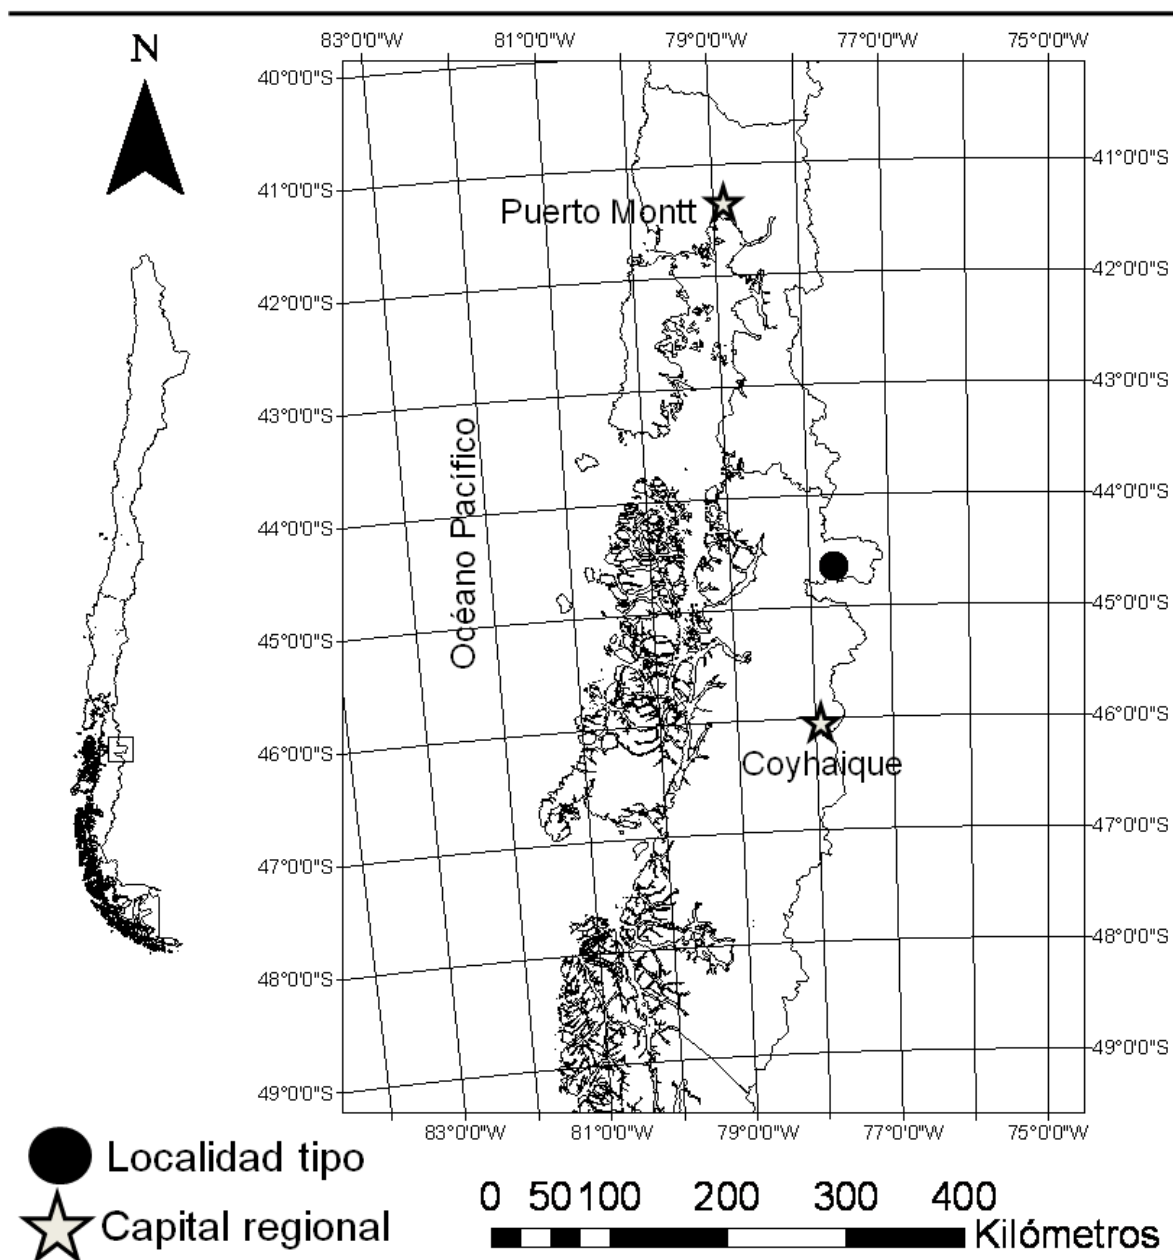 N
83°0'0"W 81°0'0"W 79°0'0"W 77°0'0"W 75°0'0"W
40°0'0"S
41°0'0"S
41°0'0"S
Puerto Montt
42°0'0"S
42°0'0"S
43°0'0"S
43°0'0"S
44°0'0"S
44°0'0"S
Océano Pacífico
45°0'0"S
45°0'0"S
46°0'0"S
46°0'0"S
Coyhaique
47°0'0"S
47°0'0"S
48°0'0"S
48°0'0"S
49°0'0"S
49°0'0"S
83°0'0"W 81°0'0"W 79°0'0"W 77°0'0"W 75°0'0"W
Localidad tipo
Capital regional
0 50 100 200 300 400
Kilómetros